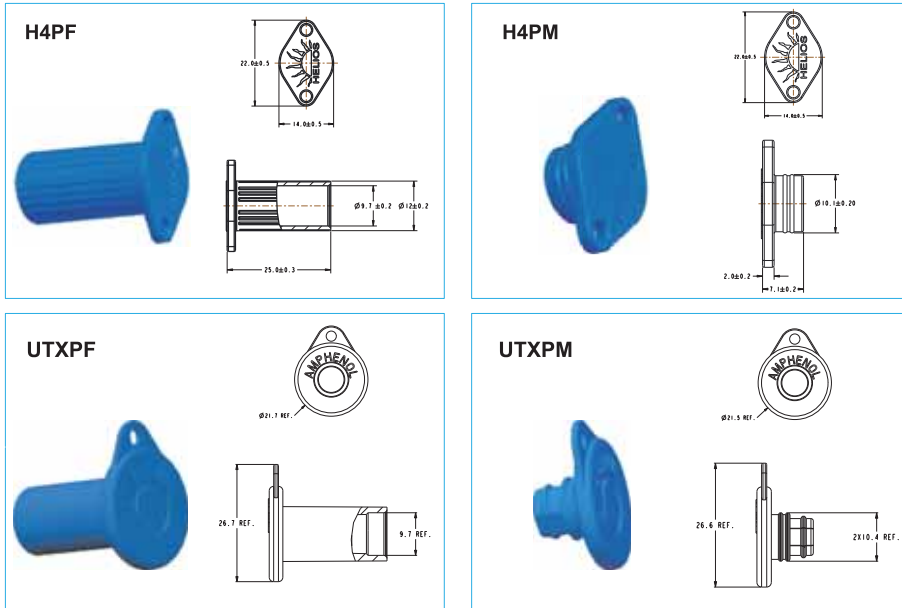 H4PF
22.0±0.5
HELIOS
14.0±0.5
Ø9.7 ±0.2
Ø12±0.2
25.0±0.3
H4PM
22.0±0.5
HELIOS
14.0±0.5
Ø10.1±0.20
2.0±0.2
7.1±0.2
UTXPF
AMPHENOL
Ø21.7 REF.
26.7 REF.
9.7 REF.
UTXPM
AMPHENOL
Ø21.5 REF.
26.6 REF.
2X10.4 REF.